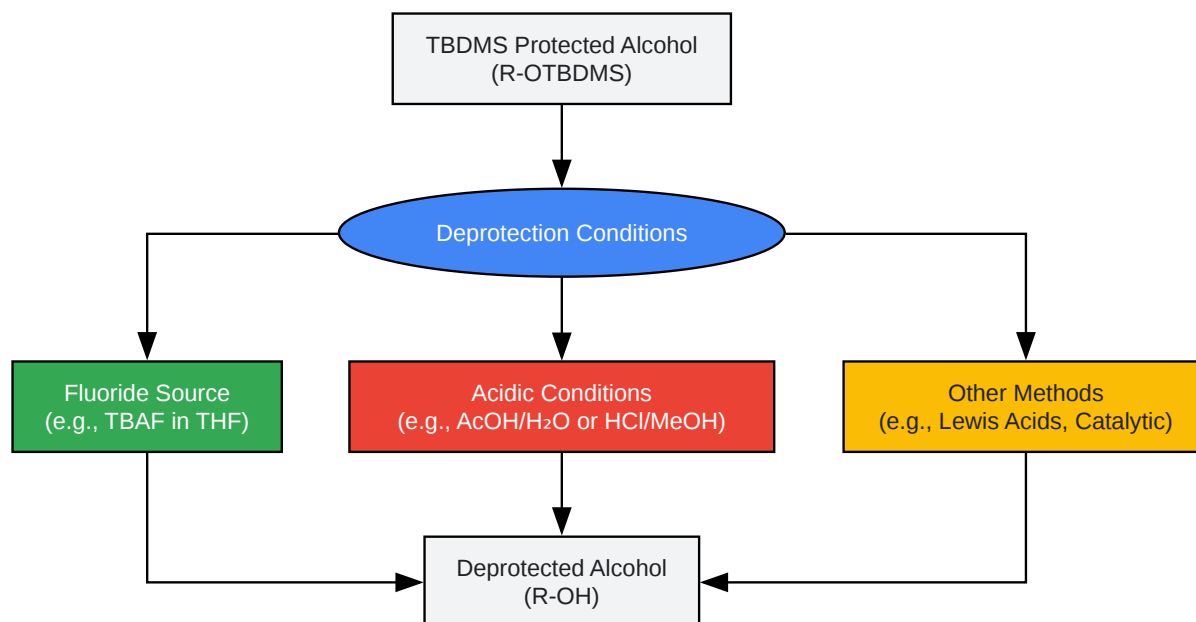 TBDMS Protected Alcohol
(R-OTBDMS)
Deprotection Conditions
Fluoride Source
(e.g., TBAF in THF)
Acidic Conditions
(e.g., AcOH/H₂O or HCl/MeOH)
Other Methods
(e.g., Lewis Acids, Catalytic)
Deprotected Alcohol
(R-OH)